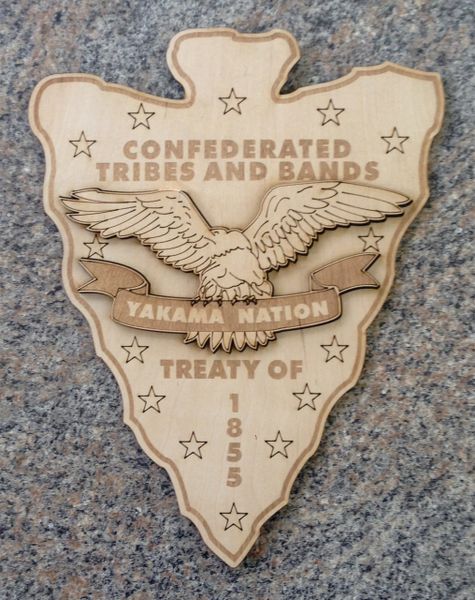 CONFEDERATED
TRIBES AND BANDS
YAKAMA NATION
TREATY OF
1
8
5
5